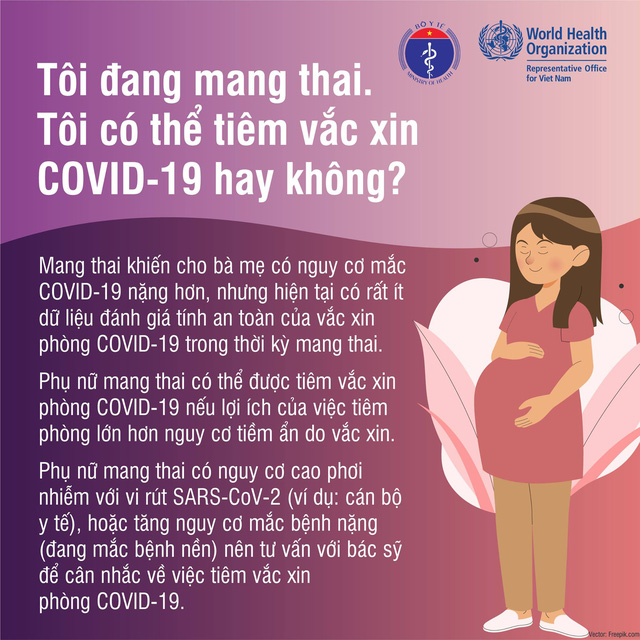 BỘ Y TẾ
MINISTRY OF HEALTH
World Health
Organization
Representative Office
for Viet Nam
Tôi đang mang thai.
Tôi có thể tiêm vắc xin
COVID-19 hay không?
Mang thai khiến cho bà mẹ có nguy cơ mắc
COVID-19 nặng hơn, nhưng hiện tại có rất ít
dữ liệu đánh giá tính an toàn của vắc xin
phòng COVID-19 trong thời kỳ mang thai.
Phụ nữ mang thai có thể được tiêm vắc xin
phòng COVID-19 nếu lợi ích của việc tiêm
phòng lớn hơn nguy cơ tiềm ẩn do vắc xin.
Phụ nữ mang thai có nguy cơ cao phơi
nhiễm với vi rút SARS-CoV-2 (ví dụ: cán bộ
y tế), hoặc tăng nguy cơ mắc bệnh nặng
(đang mắc bệnh nền) nên tư vấn với bác sỹ
để cân nhắc về việc tiêm vắc xin
phòng COVID-19.
Vector: Freepik.com